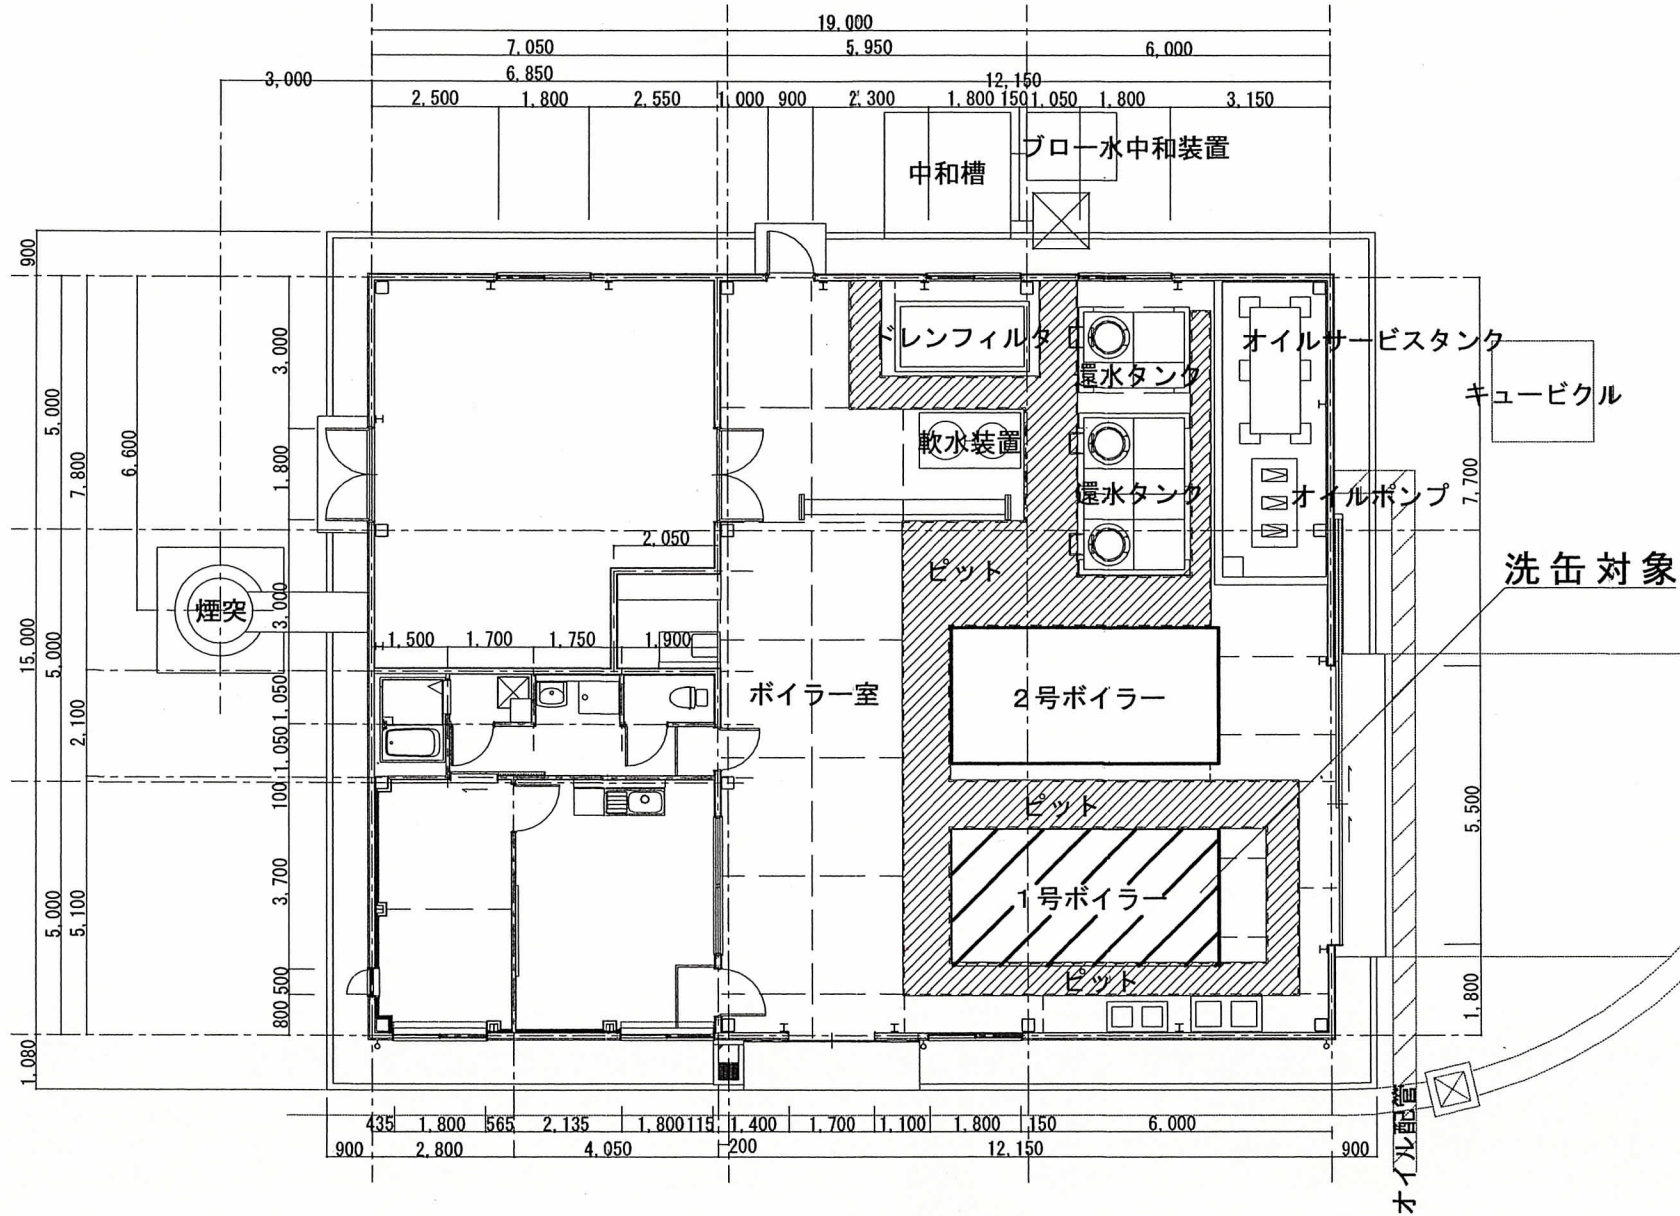 19,000
7,050 5,950 6,000
3,000 6,850 12,150
2,500 1,800 2,550 1,000 900 2,300 1,800 150 1,050 1,800 3,150
ブロー水中和装置
中和槽
900
3,000
ドレンフィルタ
オイルサービスタンク
還水タンク
キュービクル
5,000
6,600
7,800
1,800
軟水装置
7,700
還水タンク
オイルポンプ
2,050
ピット
洗缶対象
煙突
3,000
15,000
5,000
1,500 1,700 1,750 1,900
1,050
2,100
ボイラー室
2号ボイラー
1,050
100
ピット
5,500
3,700
1号ボイラー
5,000
5,100
500
ピット
800
1,800
1,080
オイル配管
435 1,800 565 2,135 1,800 115 1,400 1,700 1,100 1,800 150 6,000
900 2,800 4,050 200 12,150 900